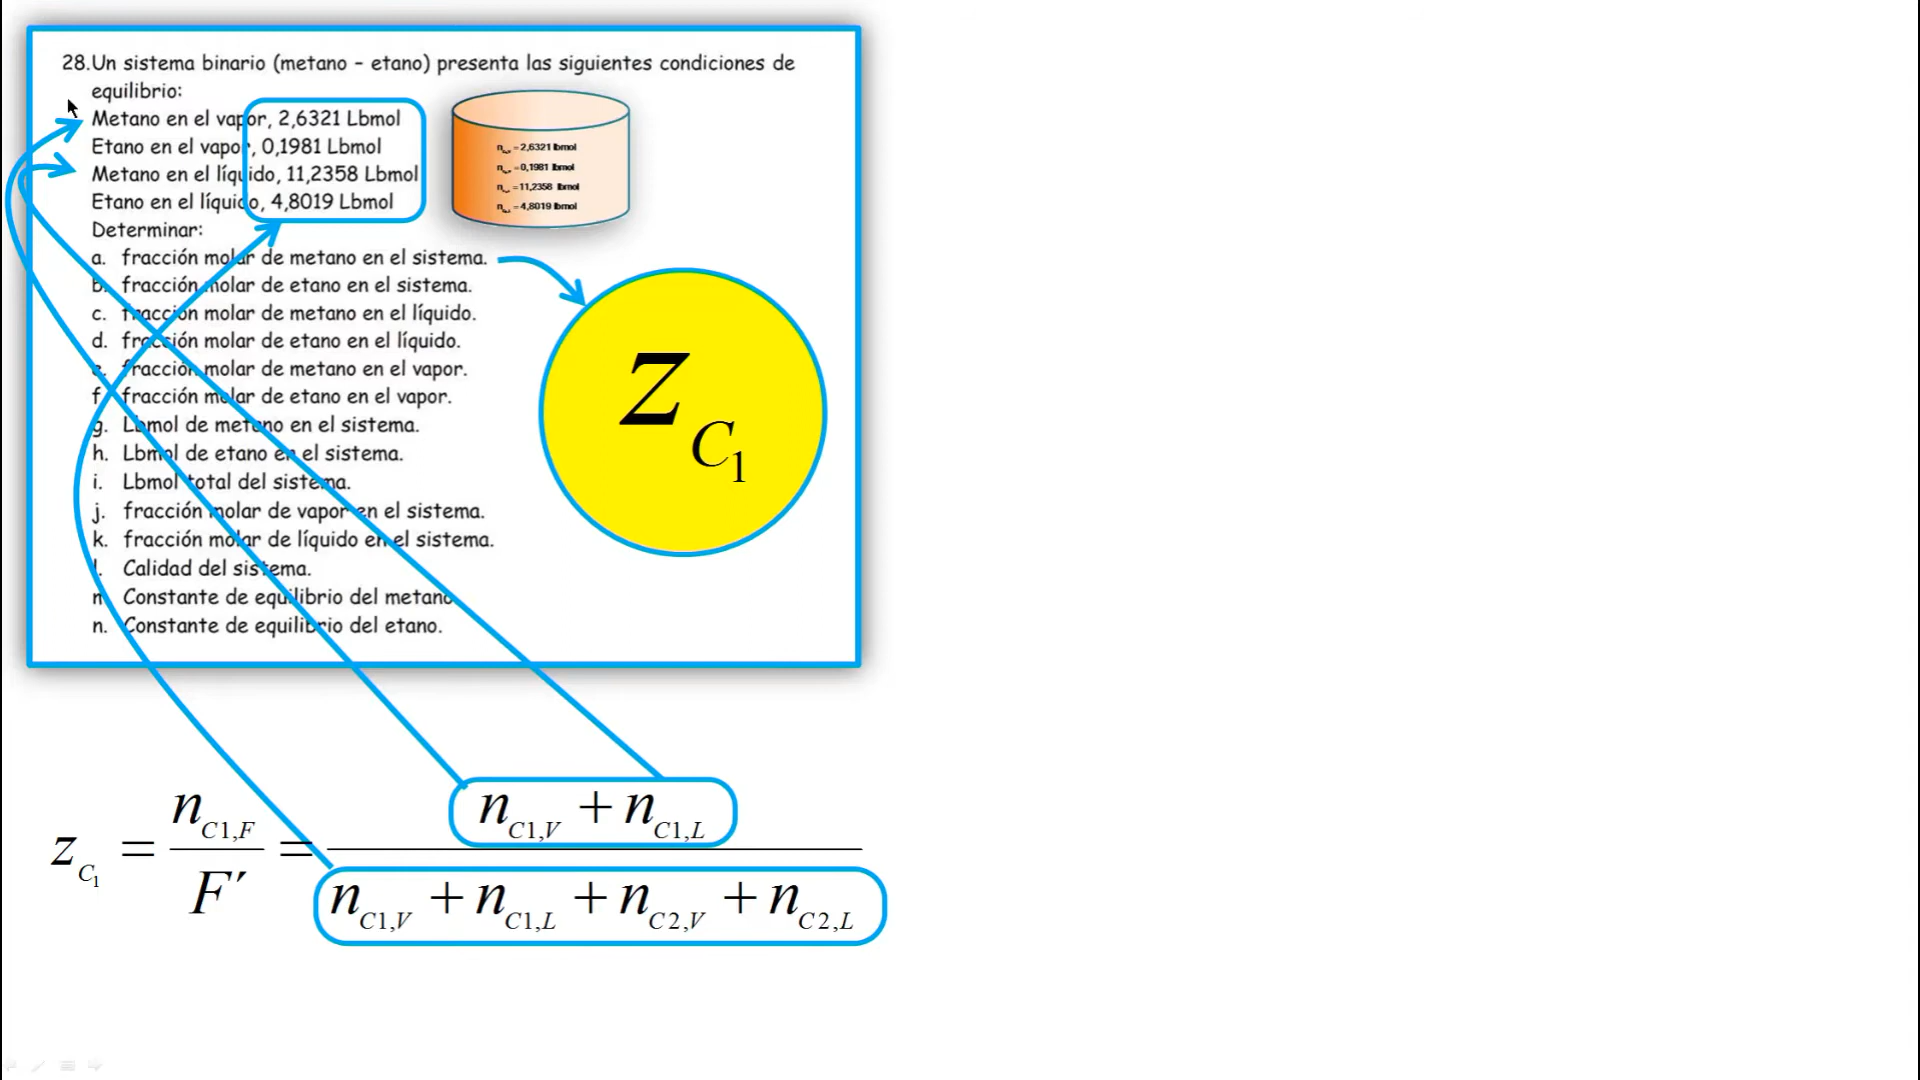 28.Un sistema binario (metano – etano) presenta las siguientes condiciones de
equilibrio:
Metano en el vapor, 2,6321 Lbmol
Etano en el vapor, 0,1981 Lbmol
Metano en el líquido, 11,2358 Lbmol
Etano en el líquido, 4,8019 Lbmol
Determinar:
a. fracción molar de metano en el sistema.
b. fracción molar de etano en el sistema.
c. fracción molar de metano en el líquido.
d. fracción molar de etano en el líquido.
e. fracción molar de metano en el vapor.
f. fracción molar de etano en el vapor.
g. Lbmol de metano en el sistema.
h. Lbmol de etano en el sistema.
i. Lbmol total del sistema.
j. fracción molar de vapor en el sistema.
k. fracción molar de líquido en el sistema.
l. Calidad del sistema.
m. Constante de equilibrio del metano.
n. Constante de equilibrio del etano.
n = 2,6321 lbmol
n = 0,1981 lbmol
n = 11,2358 lbmol
n = 4,8019 lbmol
z C1
z C1 = n C1,F / F′ = n C1,V + n C1,L / n C1,V + n C1,L + n C2,V + n C2,L